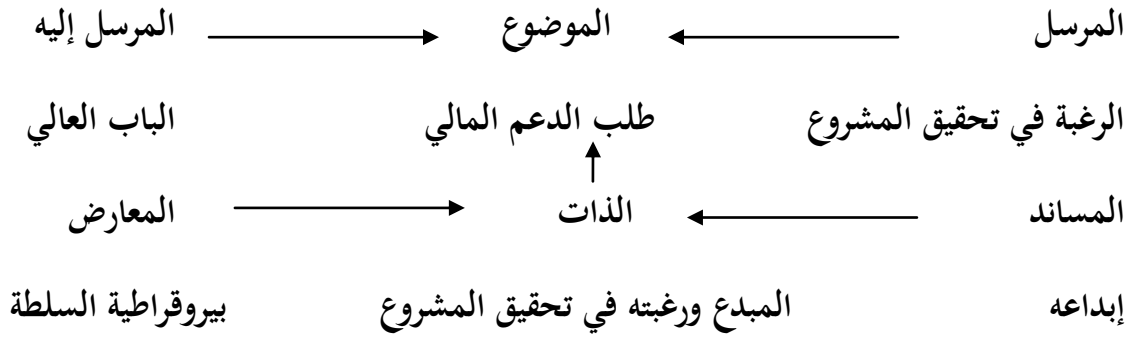 المرسل الموضوع المرسل إليه
الرغبة في تحقيق المشروع طلب الدعم المالي الباب العالي
المساند الذات المعارض
إبداعه المبدع ورغبته في تحقيق المشروع بيروقراطية السلطة